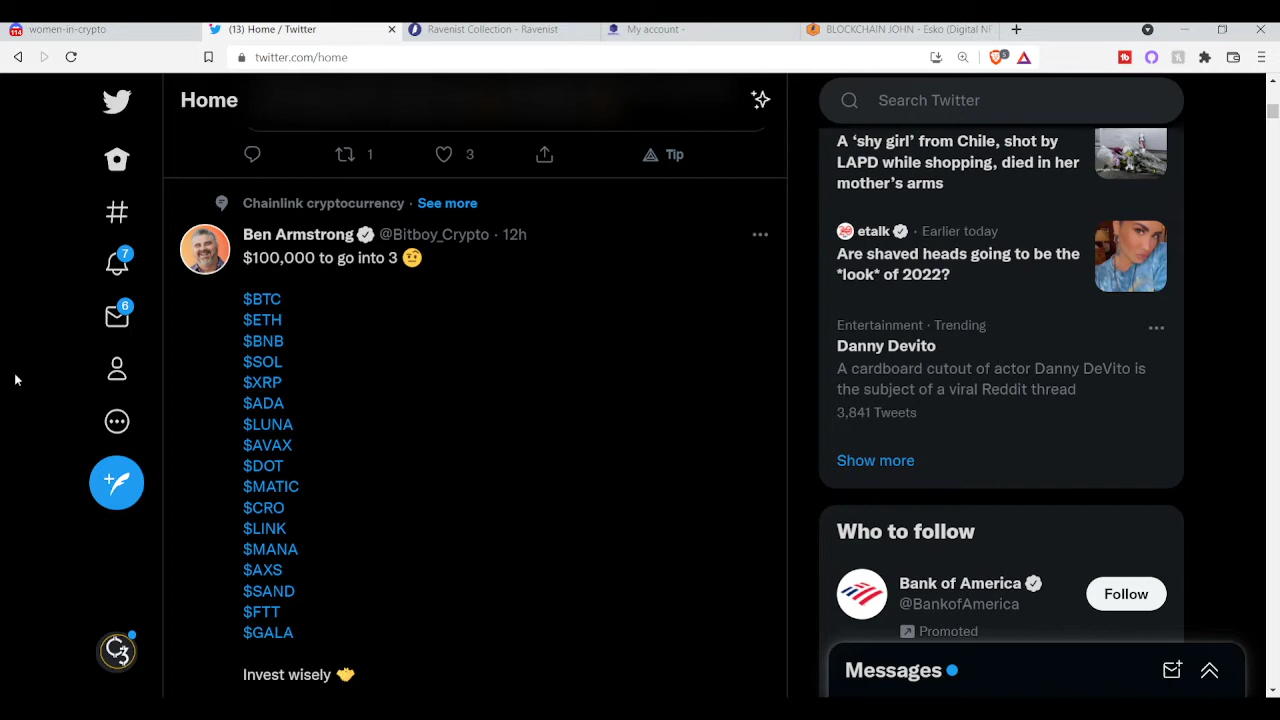 114
women-in-crypto
(13) Home / Twitter
Ravenist Collection - Ravenist
My account -
BLOCKCHAIN JOHN - Esko (Digital NF
twitter.com/home
5
Home
Search Twitter
1
3
Tip
A ‘shy girl’ from Chile, shot by
LAPD while shopping, died in her
mother’s arms
Chainlink cryptocurrency · See more
Ben Armstrong @Bitboy_Crypto · 12h
$100,000 to go into 3 🤨
$BTC
$ETH
$BNB
$SOL
$XRP
$ADA
$LUNA
$AVAX
$DOT
$MATIC
$CRO
$LINK
$MANA
$AXS
$SAND
$FTT
$GALA
Invest wisely 🤝
7
6
etalk · Earlier today
Are shaved heads going to be the
*look* of 2022?
Entertainment · Trending
Danny Devito
A cardboard cutout of actor Danny DeVito is
the subject of a viral Reddit thread
3,841 Tweets
Show more
Who to follow
Bank of America
@BankofAmerica
Follow
Promoted
Messages